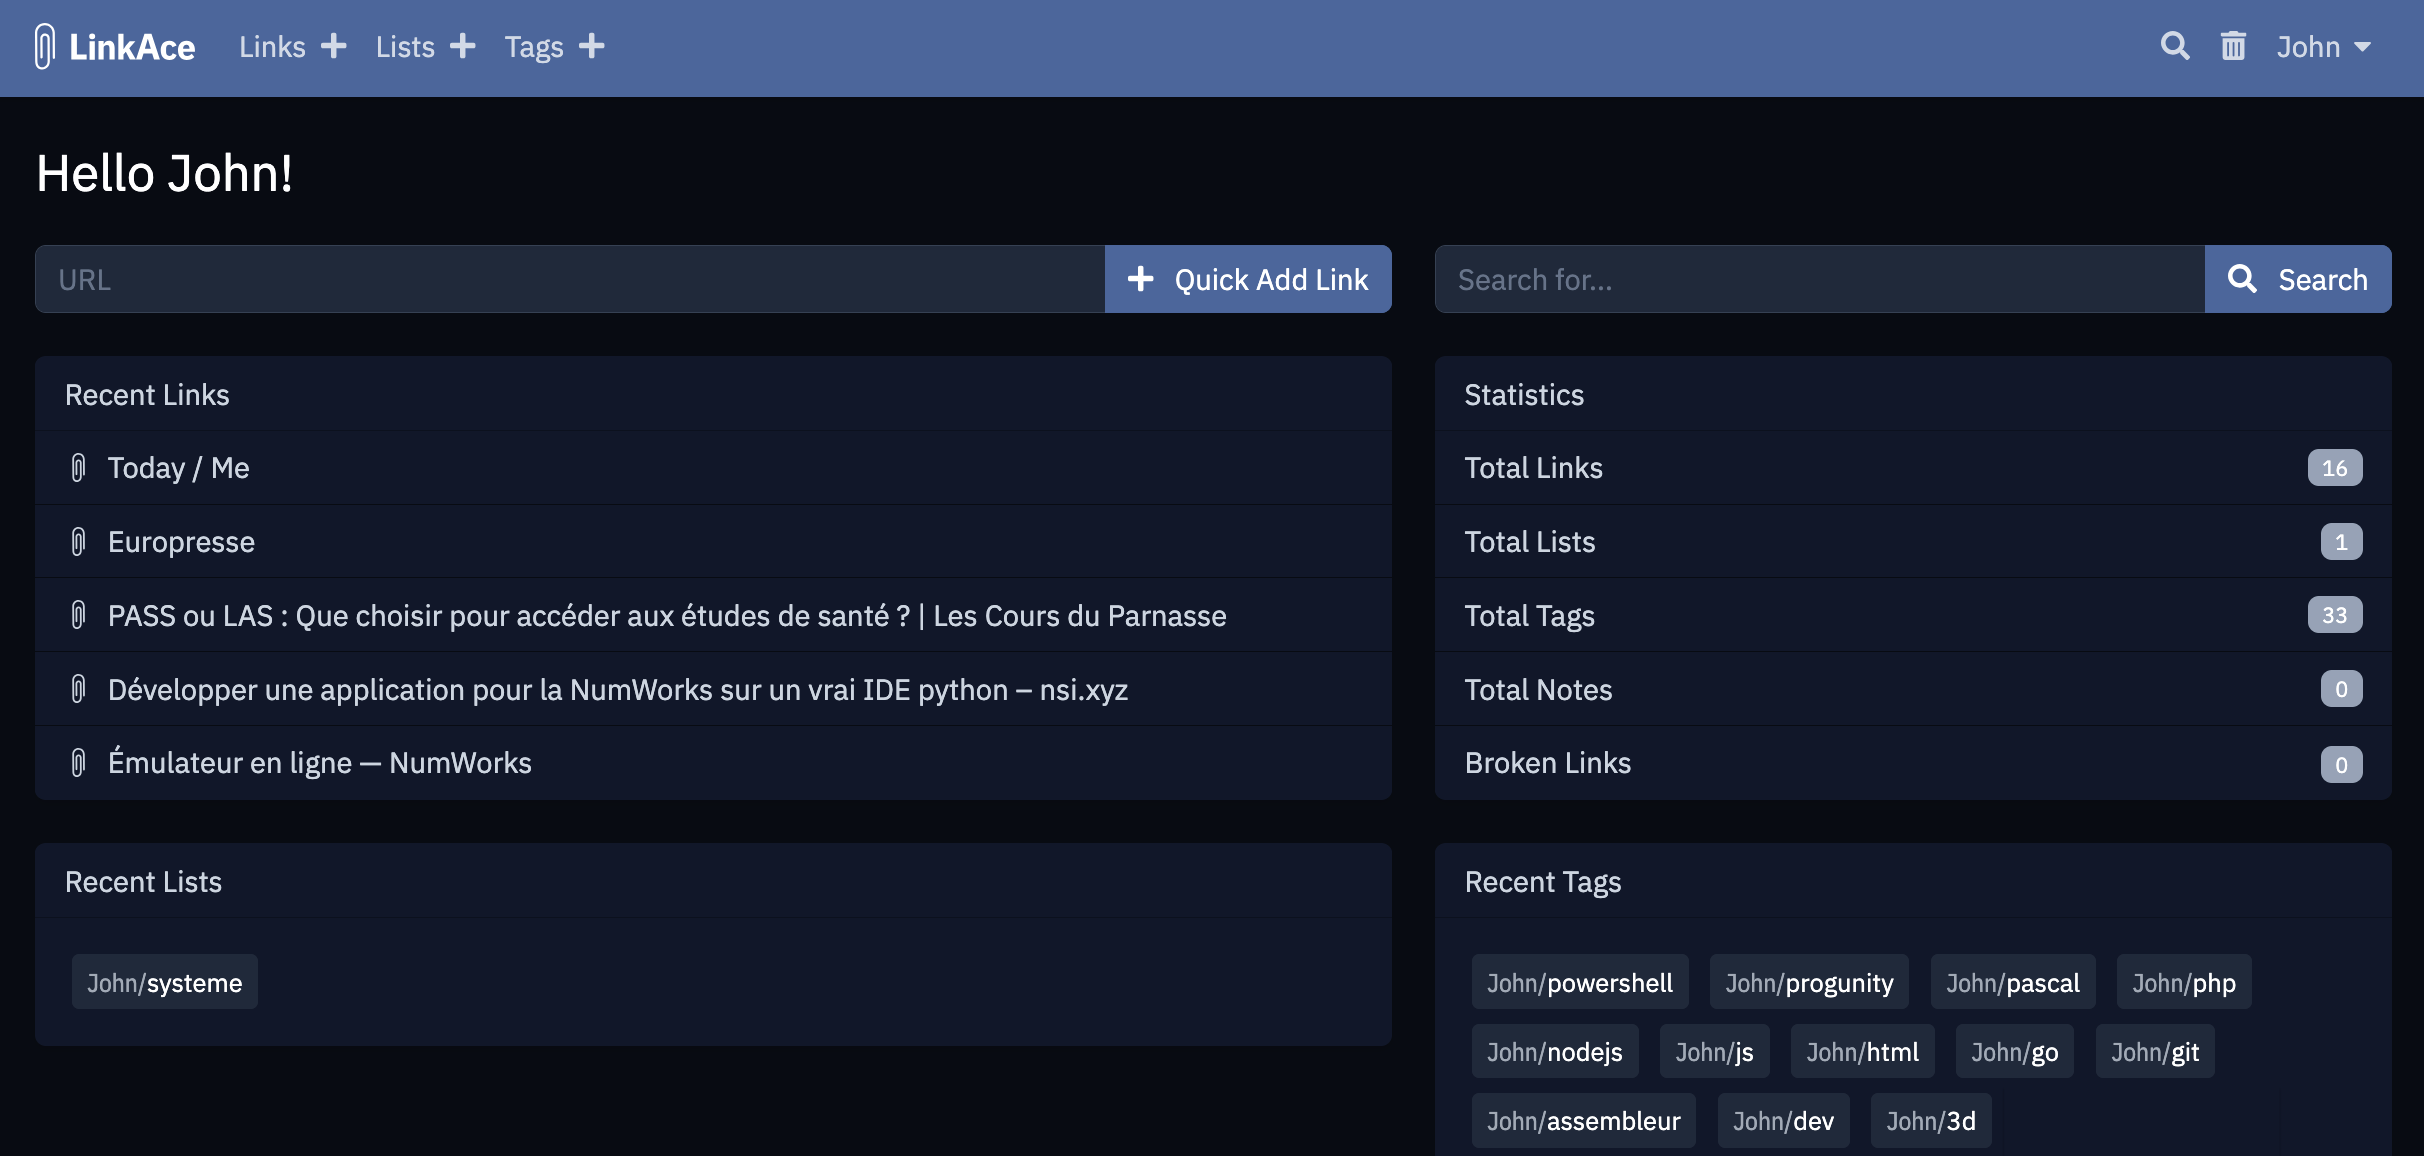 LinkAce Links Lists Tags John
Hello John!
URL
Quick Add Link
Search for...
Search
Recent Links
Today / Me
Europresse
PASS ou LAS : Que choisir pour accéder aux études de santé ? | Les Cours du Parnasse
Développer une application pour la NumWorks sur un vrai IDE python – nsi.xyz
Émulateur en ligne — NumWorks
Statistics
Total Links 16
Total Lists 1
Total Tags 33
Total Notes 0
Broken Links 0
Recent Lists
John/systeme
Recent Tags
John/powershell John/progunity John/pascal John/php
John/nodejs John/js John/html John/go John/git
John/assembleur John/dev John/3d